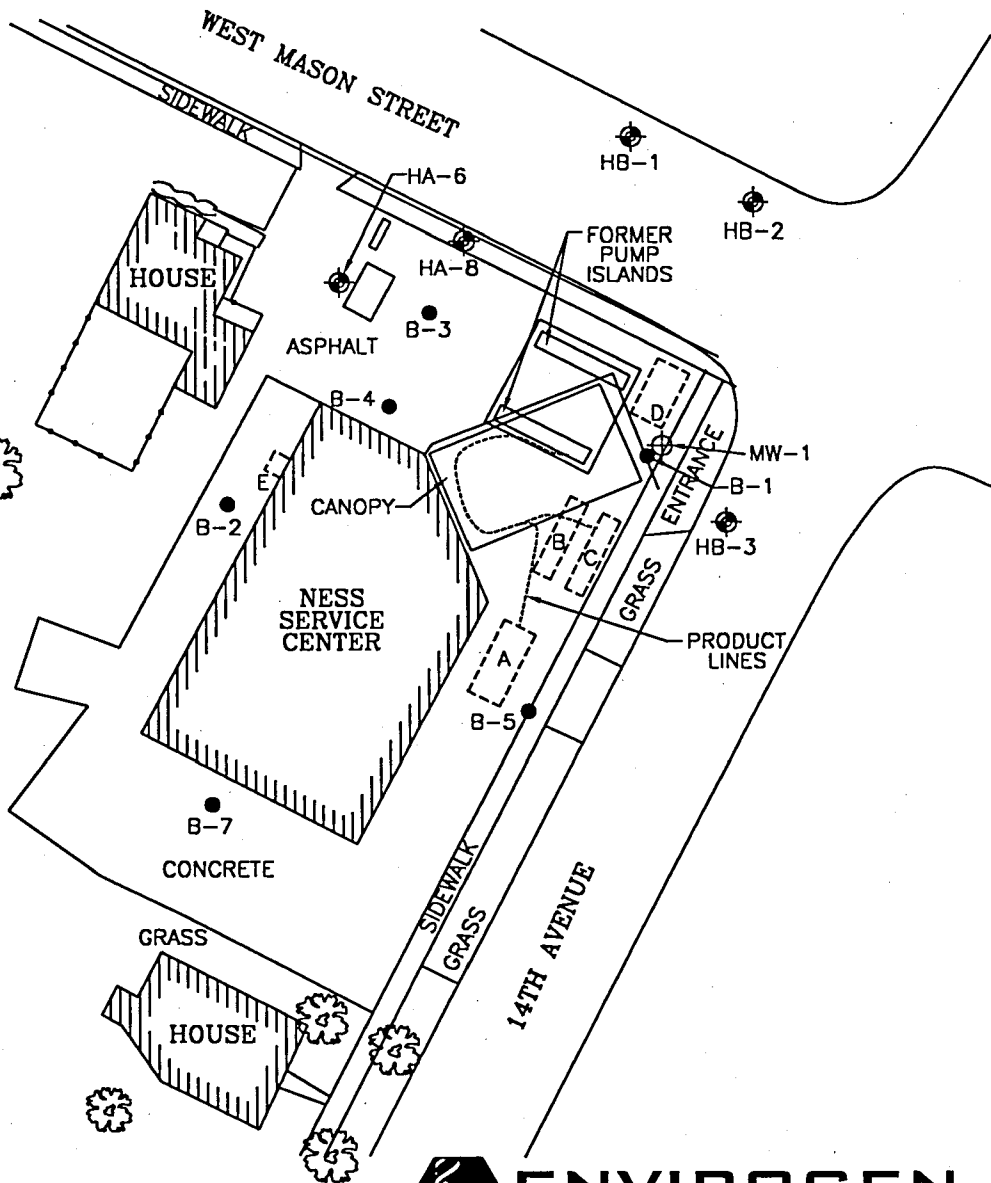 WEST MASON STREET
SIDEWALK
HB-1
HA-6
HB-2
FORMER
PUMP
ISLANDS
HA-8
HOUSE
B-3
ASPHALT
B-4
D
MW-1
B-1
ENTRANCE
E
CANOPY
B-2
B
C
HB-3
GRASS
NESS
SERVICE
CENTER
PRODUCT
LINES
A
B-5
B-7
CONCRETE
SIDEWALK
GRASS
14TH AVENUE
GRASS
HOUSE
ENVIROGEN